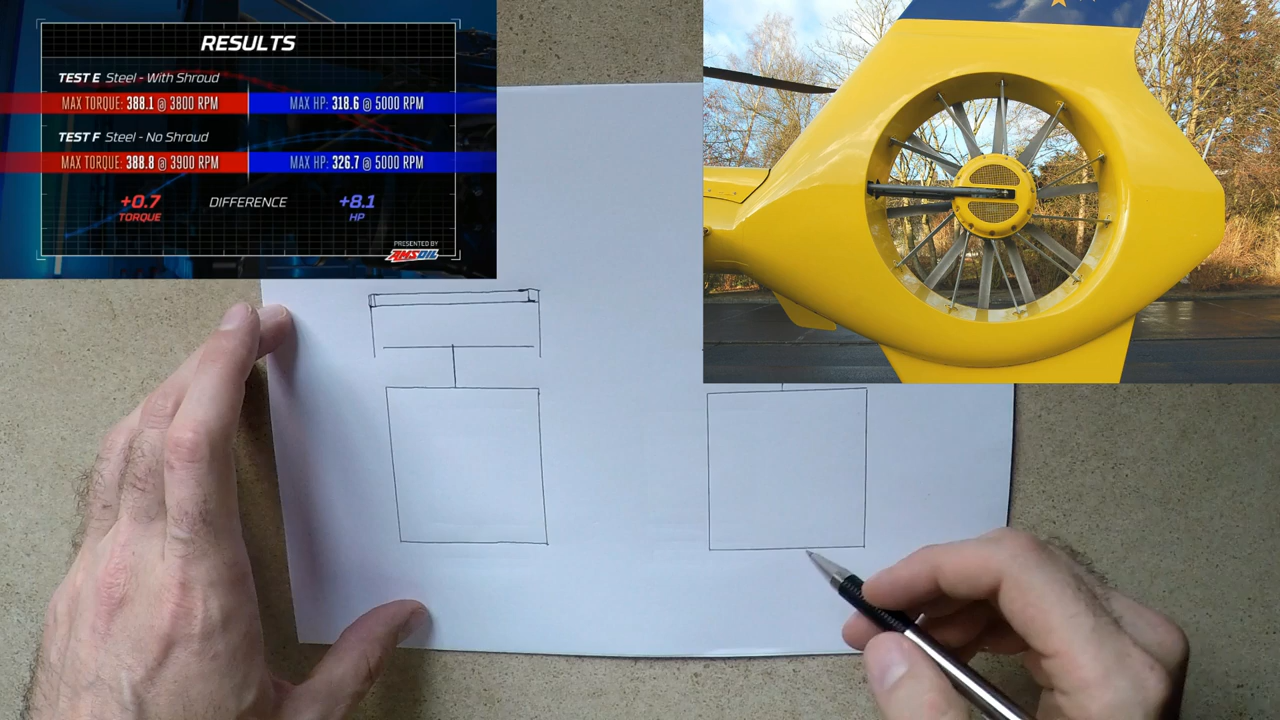 RESULTS
TEST E Steel - With Shroud
MAX TORQUE: 388.1 @ 3800 RPM MAX HP: 318.6 @ 5000 RPM
TEST F Steel - No Shroud
MAX TORQUE: 388.8 @ 3900 RPM MAX HP: 326.7 @ 5000 RPM
+0.7 DIFFERENCE +8.1
TORQUE HP
PRESENTED BY
AMSOIL